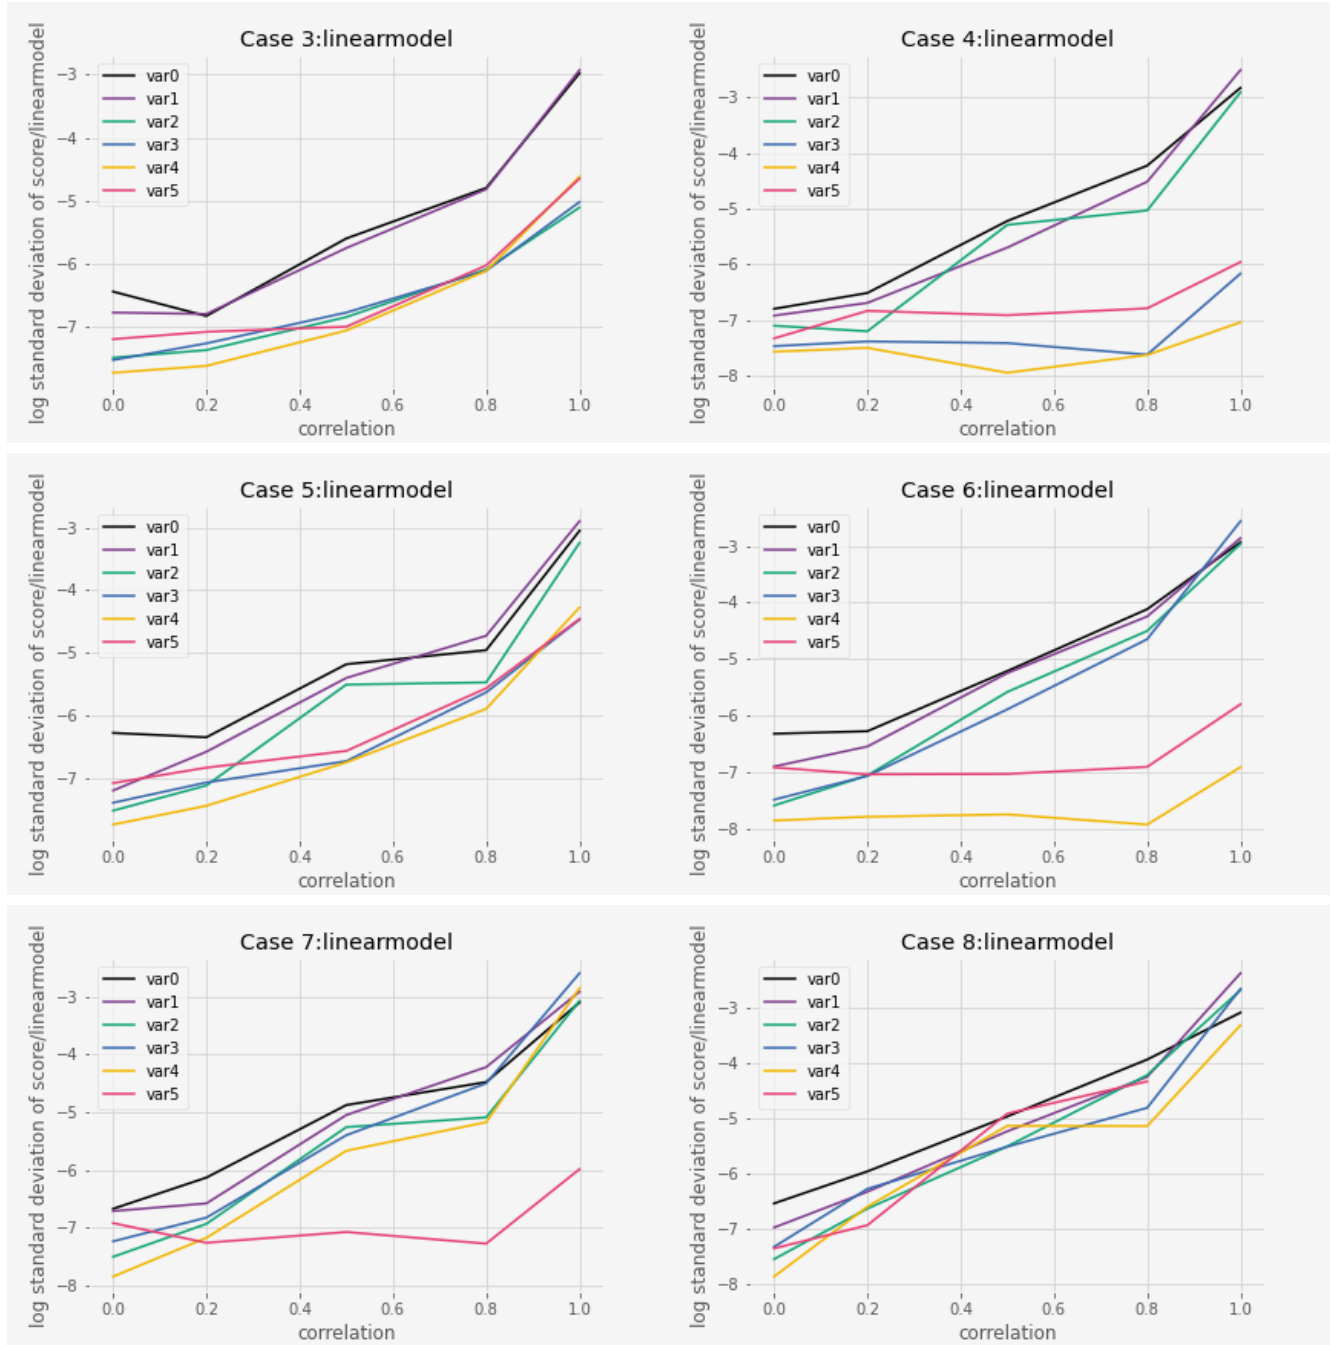 Case 3:linearmodel
log standard deviation of score/linearmodel
−3
−4
−5
−6
−7
var0
var1
var2
var3
var4
var5
0.0 0.2 0.4 0.6 0.8 1.0
correlation
Case 4:linearmodel
log standard deviation of score/linearmodel
−3
−4
−5
−6
−7
−8
var0
var1
var2
var3
var4
var5
0.0 0.2 0.4 0.6 0.8 1.0
correlation
Case 5:linearmodel
log standard deviation of score/linearmodel
−3
−4
−5
−6
−7
var0
var1
var2
var3
var4
var5
0.0 0.2 0.4 0.6 0.8 1.0
correlation
Case 6:linearmodel
log standard deviation of score/linearmodel
−3
−4
−5
−6
−7
−8
var0
var1
var2
var3
var4
var5
0.0 0.2 0.4 0.6 0.8 1.0
correlation
Case 7:linearmodel
log standard deviation of score/linearmodel
−3
−4
−5
−6
−7
−8
var0
var1
var2
var3
var4
var5
0.0 0.2 0.4 0.6 0.8 1.0
correlation
Case 8:linearmodel
log standard deviation of score/linearmodel
−3
−4
−5
−6
−7
−8
var0
var1
var2
var3
var4
var5
0.0 0.2 0.4 0.6 0.8 1.0
correlation